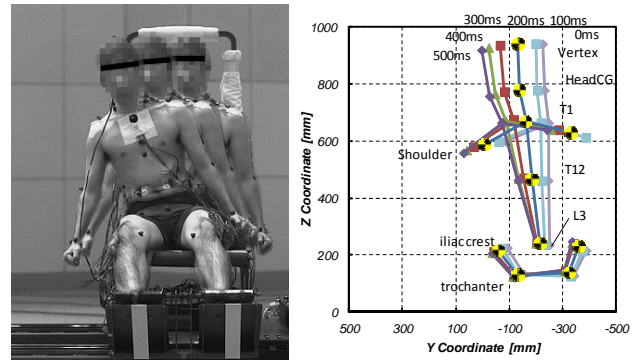 300ms 200ms 100ms
400ms 0ms
500ms
Vertex
HeadCG
T1
Shoulder
T12
L3
iliaccrest
trochanter
1000
800
600
400
200
0
500 300 100 -100 -300 -500
Z Coordinate [mm]
Y Coordinate [mm]